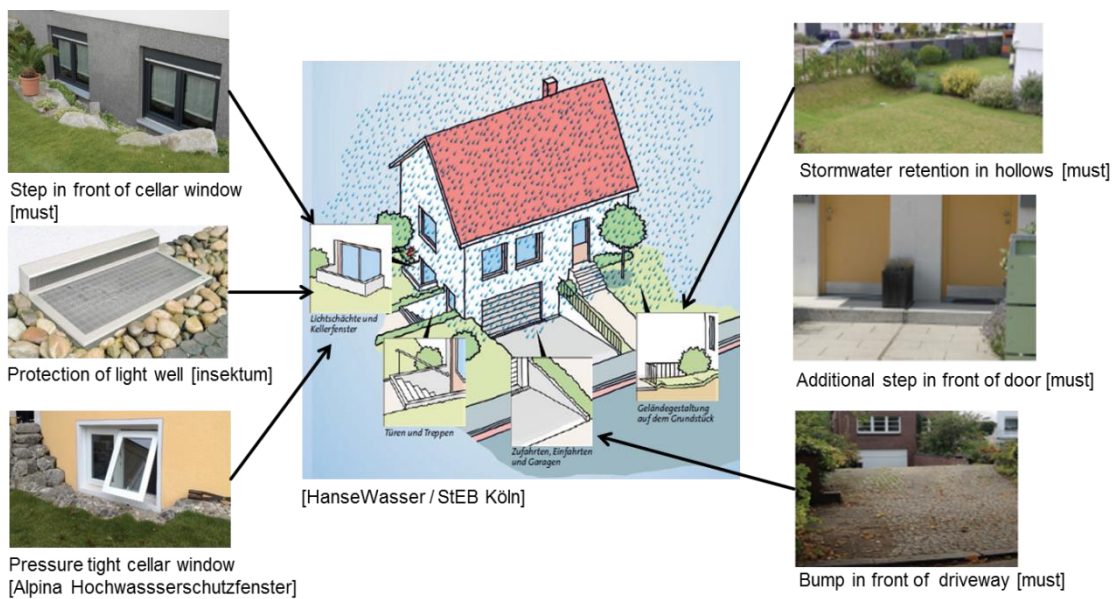 Step in front of cellar window
[must]
Protection of light well [insektum]
Pressure tight cellar window
[Alpina Hochwassserschutzfenster]
Lichtschächte und
Kellerfenster
Türen und Treppen
Zufahrten, Einfahrten
und Garagen
Geländegestaltung
auf dem Grundstück
[HanseWasser / StEB Köln]
Stormwater retention in hollows [must]
Additional step in front of door [must]
Bump in front of driveway [must]